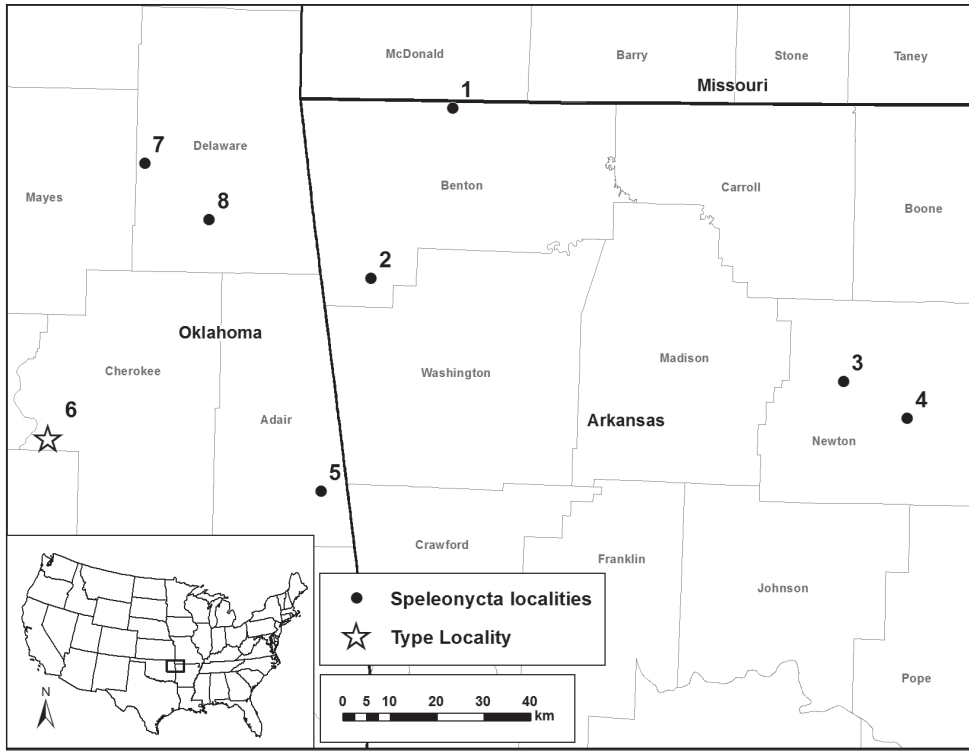 McDonald
Barry
Stone
Taney
Missouri
1
7
Delaware
Mayes
8
Benton
Carroll
Boone
2
Oklahoma
Cherokee
Washington
Madison
3
6
Adair
Arkansas
4
Newton
5
Crawford
Franklin
Johnson
Speleonycta localities
Type Locality
Pope
N
0 5 10 20 30 40
km